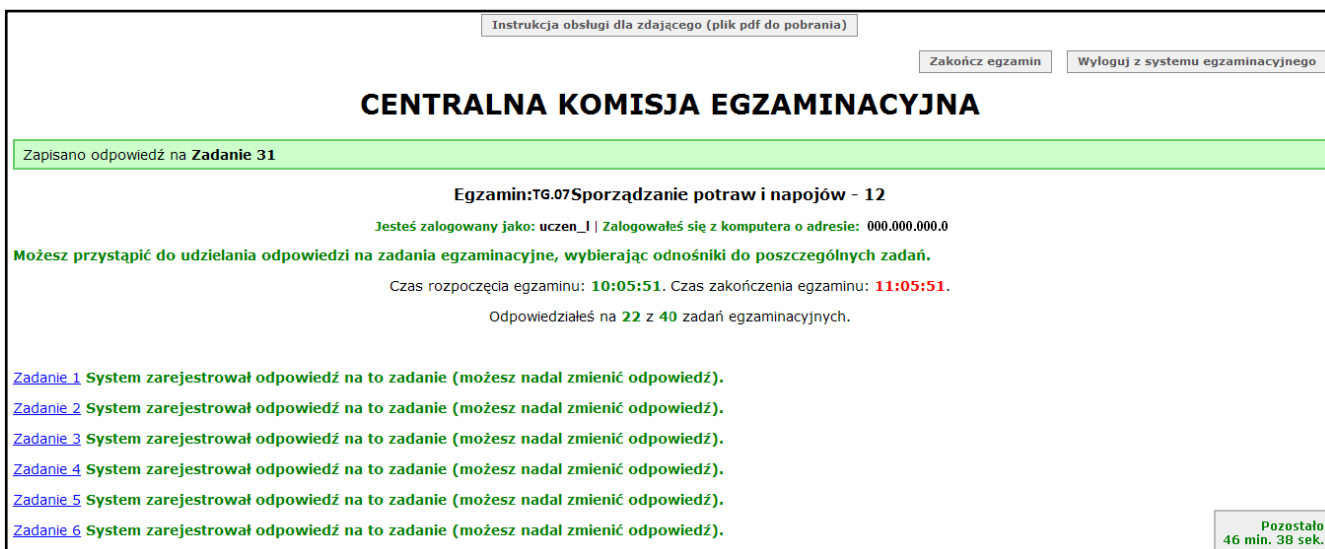 Instrukcja obsługi dla zdającego (plik pdf do pobrania)
Zakończ egzamin
Wyloguj z systemu egzaminacyjnego
CENTRALNA KOMISJA EGZAMINACYJNA
Zapisano odpowiedź na Zadanie 31
Egzamin:TG.07Sporządzanie potraw i napojów - 12
Jesteś zalogowany jako: uczen_l | Zalogowałeś się z komputera o adresie: 000.000.000.0
Możesz przystąpić do udzielania odpowiedzi na zadania egzaminacyjne, wybierając odnośniki do poszczególnych zadań.
Czas rozpoczęcia egzaminu: 10:05:51. Czas zakończenia egzaminu: 11:05:51.
Odpowiedziałeś na 22 z 40 zadań egzaminacyjnych.
Zadanie 1 System zarejestrował odpowiedź na to zadanie (możesz nadal zmienić odpowiedź).
Zadanie 2 System zarejestrował odpowiedź na to zadanie (możesz nadal zmienić odpowiedź).
Zadanie 3 System zarejestrował odpowiedź na to zadanie (możesz nadal zmienić odpowiedź).
Zadanie 4 System zarejestrował odpowiedź na to zadanie (możesz nadal zmienić odpowiedź).
Zadanie 5 System zarejestrował odpowiedź na to zadanie (możesz nadal zmienić odpowiedź).
Zadanie 6 System zarejestrował odpowiedź na to zadanie (możesz nadal zmienić odpowiedź).
Pozostało
46 min. 38 sek.